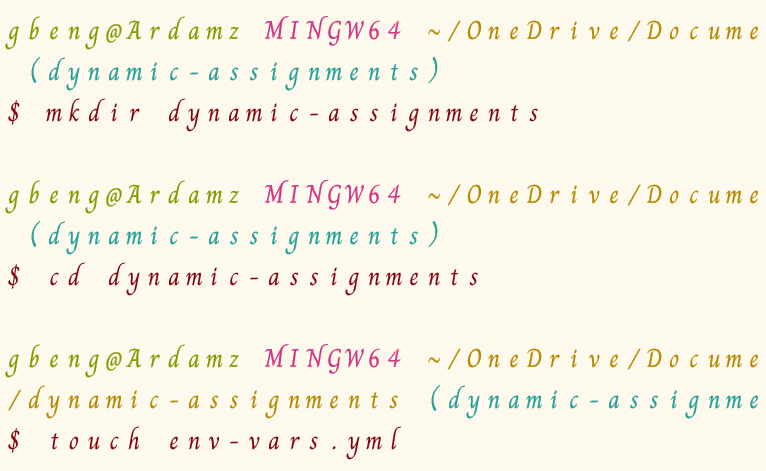 gbeng@Ardamz MINGW64 ~/OneDrive/Docume
(dynamic-assignments)
$ mkdir dynamic-assignments
gbeng@Ardamz MINGW64 ~/OneDrive/Docume
(dynamic-assignments)
$ cd dynamic-assignments
gbeng@Ardamz MINGW64 ~/OneDrive/Docume
/dynamic-assignments (dynamic-assignme
$ touch env-vars.yml